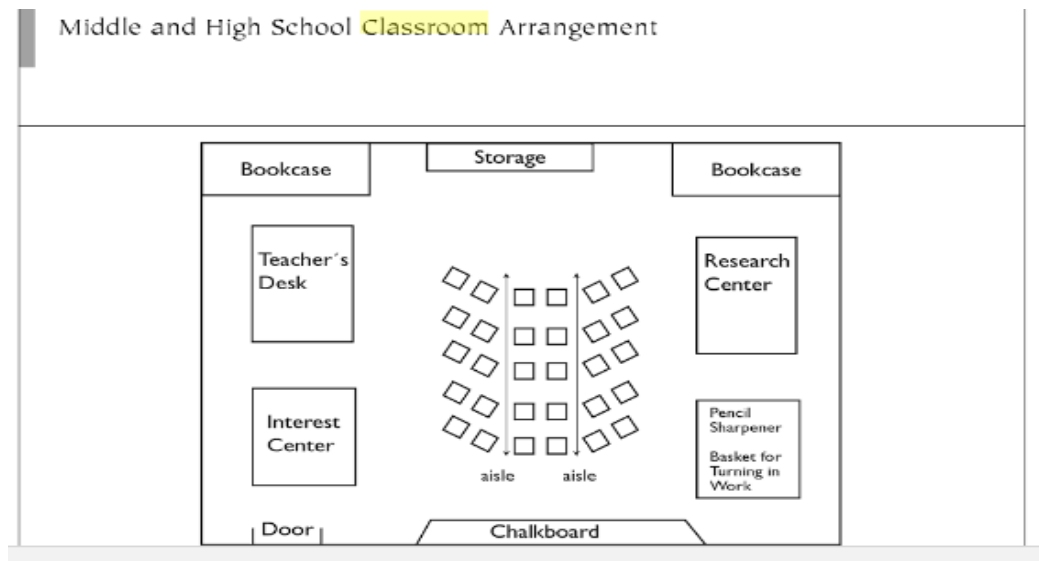 Middle and High School Classroom Arrangement
Bookcase
Storage
Bookcase
Teacher´s
Desk
Research
Center
Interest
Center
Pencil
Sharpener
Basket for
Turning in
Work
aisle
aisle
Door
Chalkboard